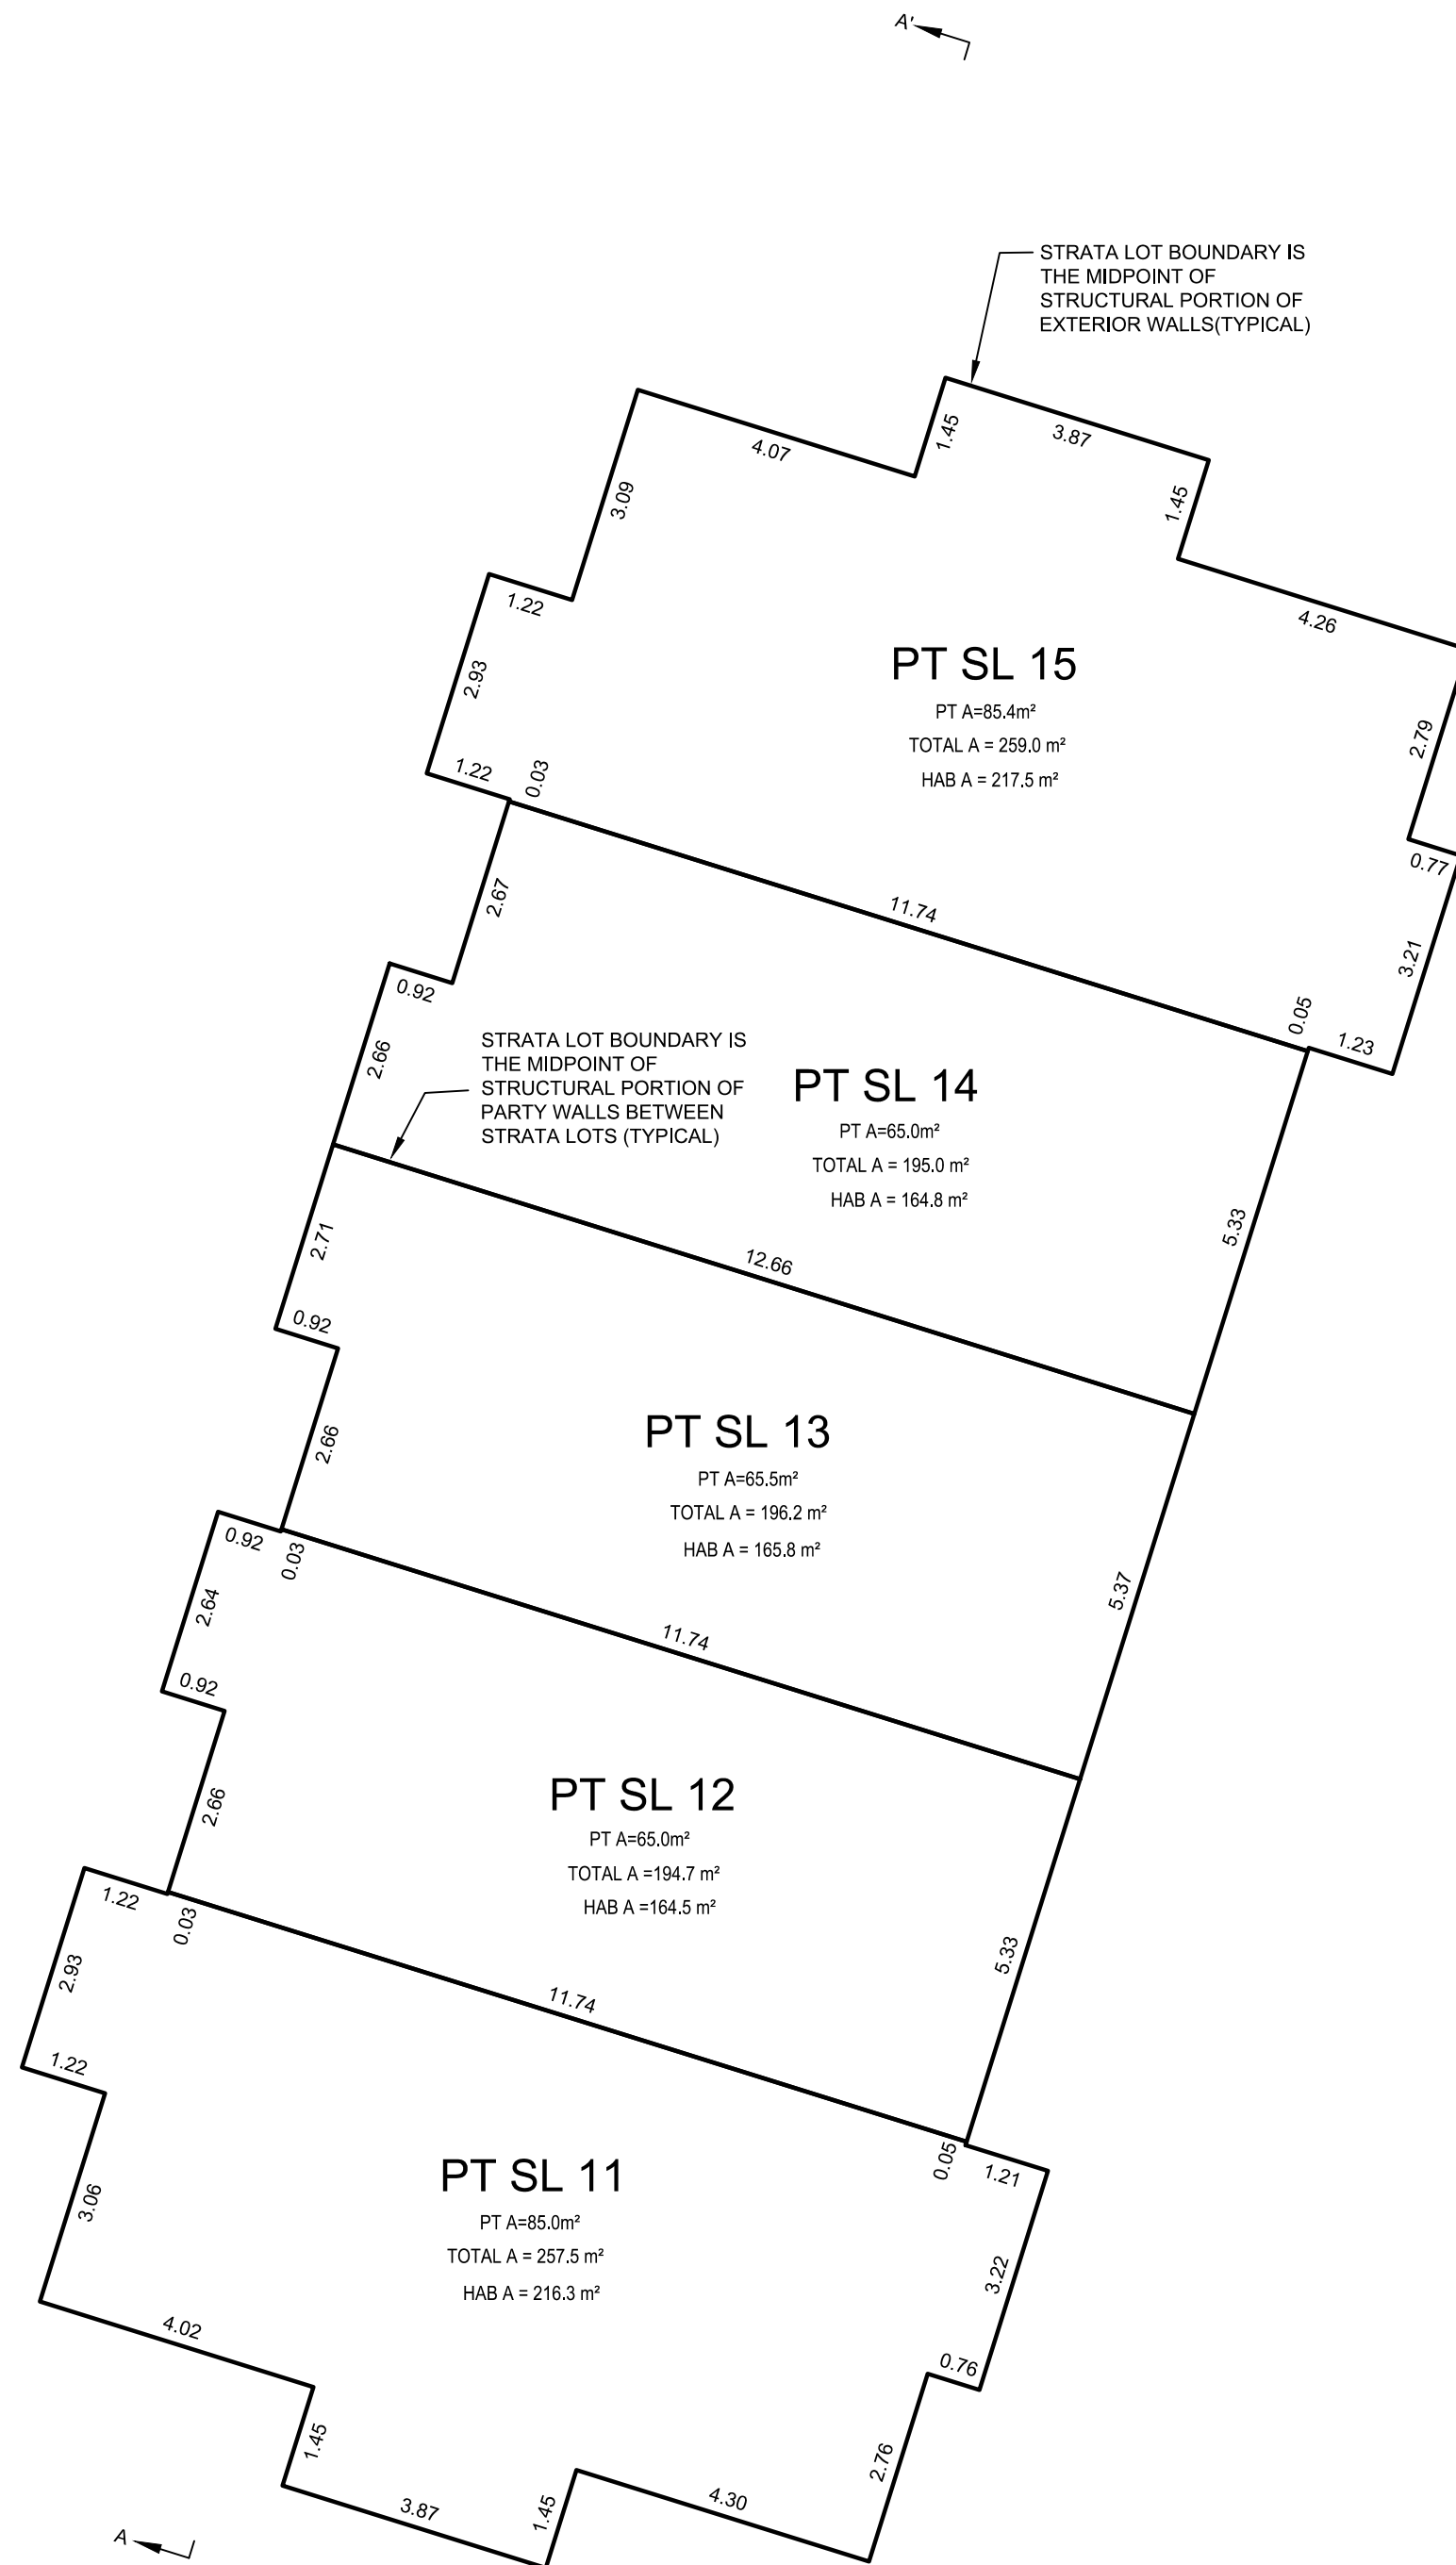 A'
STRATA LOT BOUNDARY IS
THE MIDPOINT OF
STRUCTURAL PORTION OF
EXTERIOR WALLS(TYPICAL)
1.45
3.87
4.07
3.09
1.45
1.22
4.26
2.93
PT SL 15
PT A=85.4m²
TOTAL A = 259.0 m²
HAB A = 217.5 m²
2.79
1.22
0.03
0.77
2.67
11.74
3.21
0.92
0.05
1.23
2.66
STRATA LOT BOUNDARY IS
THE MIDPOINT OF
STRUCTURAL PORTION OF
PARTY WALLS BETWEEN
STRATA LOTS (TYPICAL)
PT SL 14
PT A=65.0m²
TOTAL A = 195.0 m²
HAB A = 164.8 m²
5.33
2.71
12.66
0.92
2.66
PT SL 13
PT A=65.5m²
TOTAL A = 196.2 m²
HAB A = 165.8 m²
0.92
0.03
5.37
2.64
11.74
0.92
2.66
PT SL 12
PT A=65.0m²
TOTAL A =194.7 m²
HAB A =164.5 m²
1.22
0.03
5.33
2.93
11.74
1.22
0.05
1.21
3.06
PT SL 11
PT A=85.0m²
TOTAL A = 257.5 m²
HAB A = 216.3 m²
3.22
4.02
0.76
1.45
2.76
3.87
1.45
4.30
A